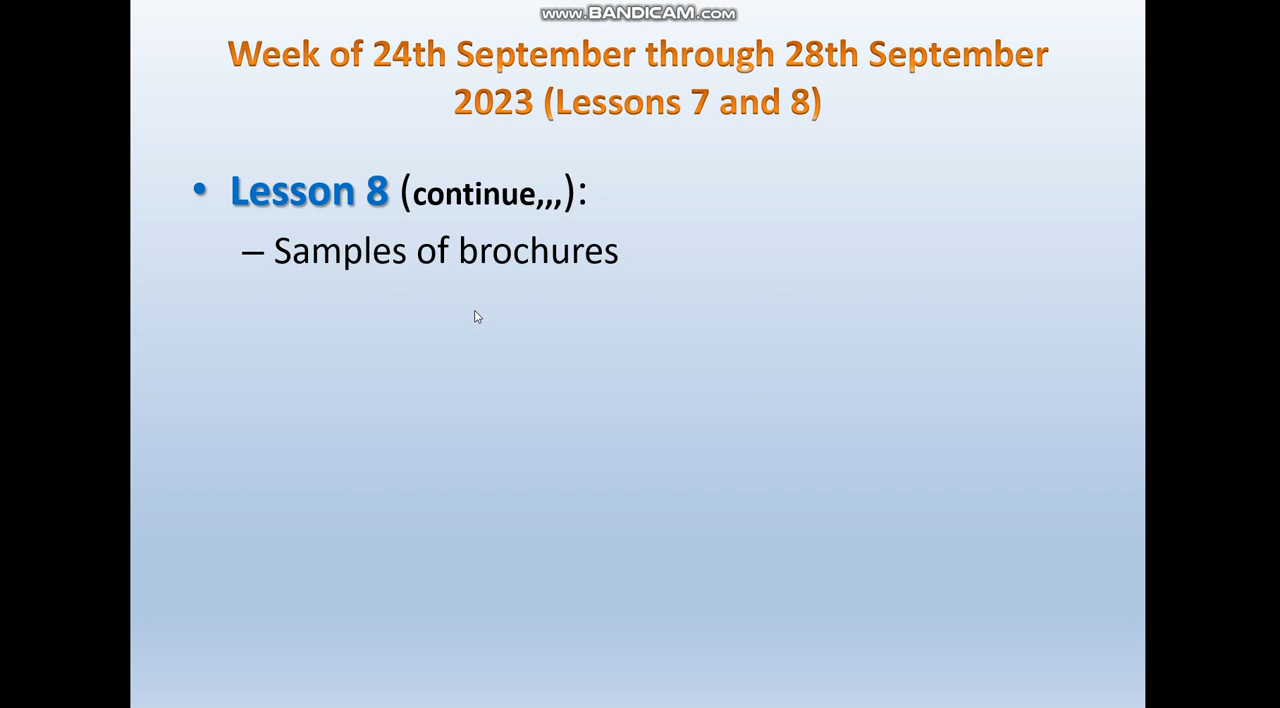 www.BANDICAM.com
Week of 24th September through 28th September
2023 (Lessons 7 and 8)
• Lesson 8 (continue,,,):
– Samples of brochures